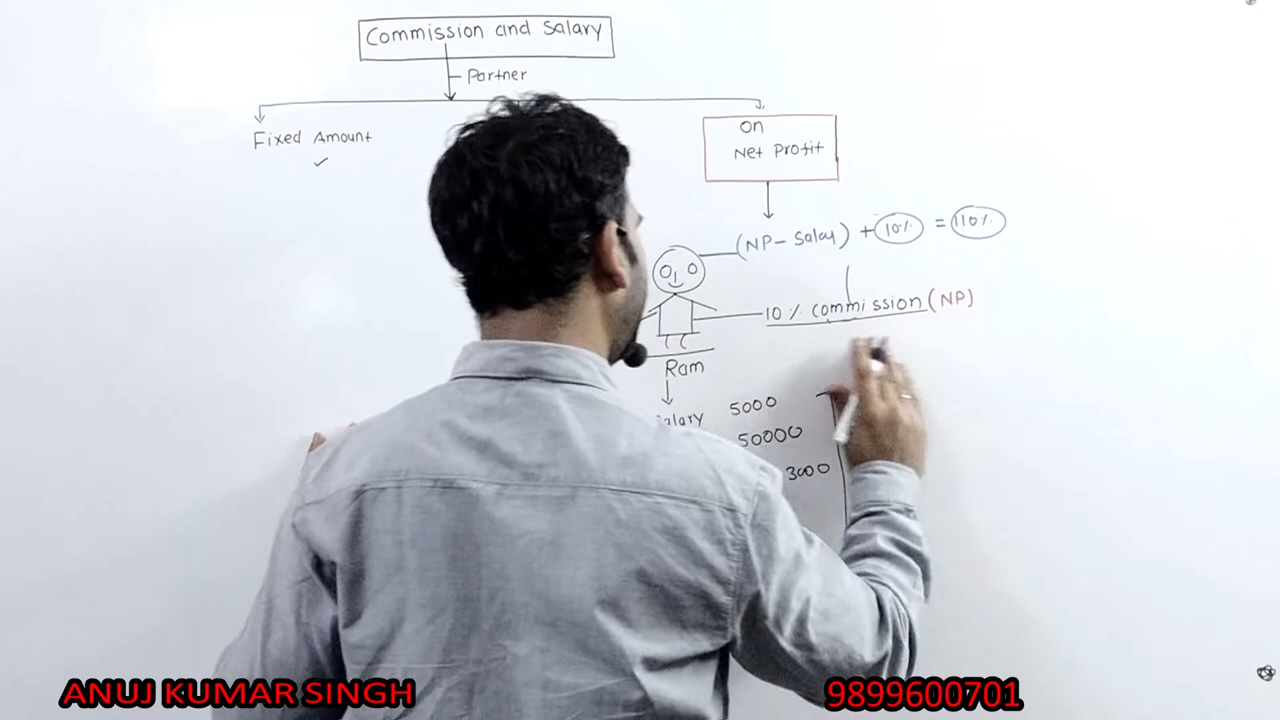 Commission and Salary
Partner
Fixed Amount
On
Net Profit
(NP - Salary) + 10% = 110%
10% commission (NP)
Ram
Salary 5000
50000
3000
ANUJ KUMAR SINGH
9899600701